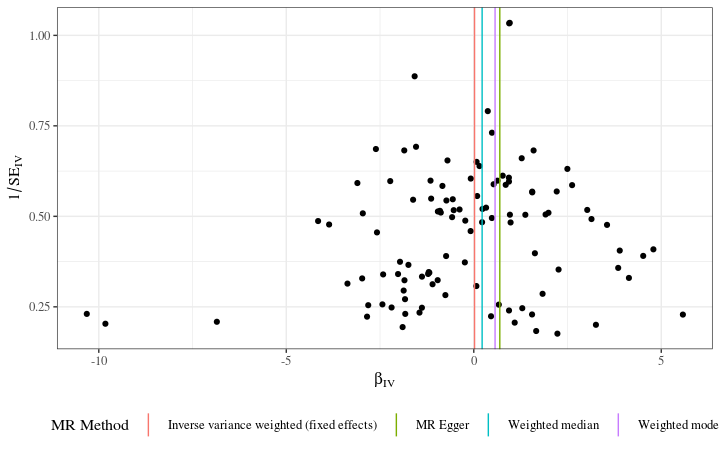 1.00
0.75
0.50
0.25
1/SE_IV
-10
-5
0
5
β_IV
MR Method
Inverse variance weighted (fixed effects)
MR Egger
Weighted median
Weighted mode